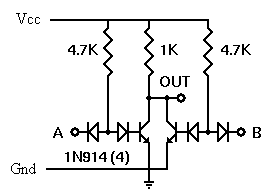 Vcc
4.7K 1K 4.7K
OUT
A B
1N914 (4)
Gnd